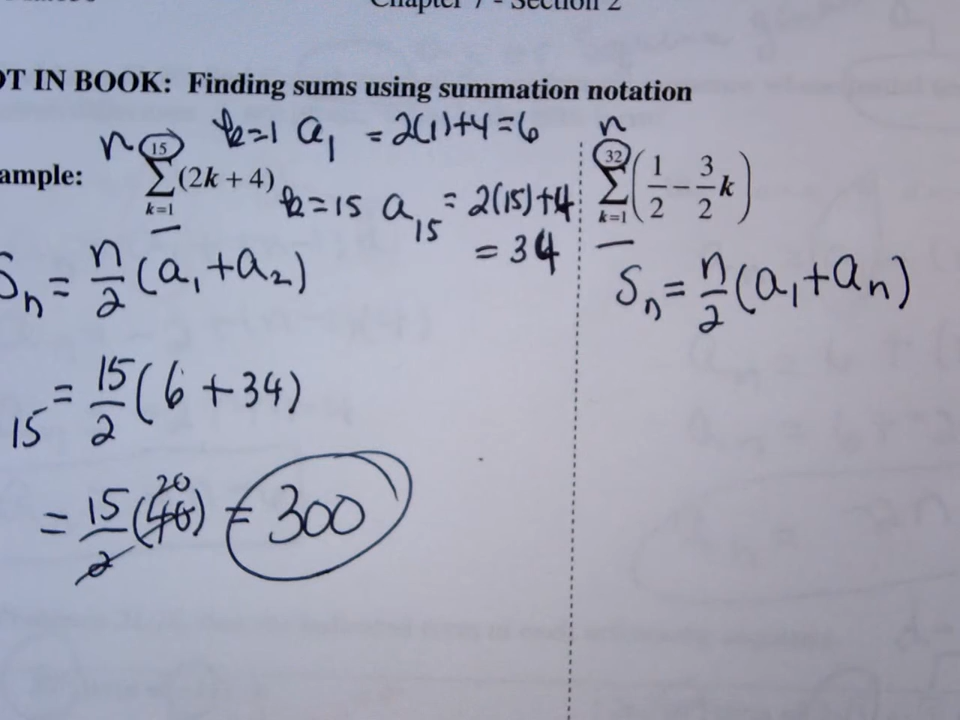 Chapter 7 - Section 2
OT IN BOOK: Finding sums using summation notation
ample:
n 15 ∑ k=1 (2k + 4)
k=1 a₁ = 2(1)+4=6
k=15 a₁₅ = 2(15)+4
= 34
Sₙ = n/2 (a₁+a₂)
15 = 15/2 (6 + 34)
= 15/2 (40) 20 = 300
n 32 ∑ k=1 (1/2 − 3/2 k)
Sₙ = n/2 (a₁+aₙ)